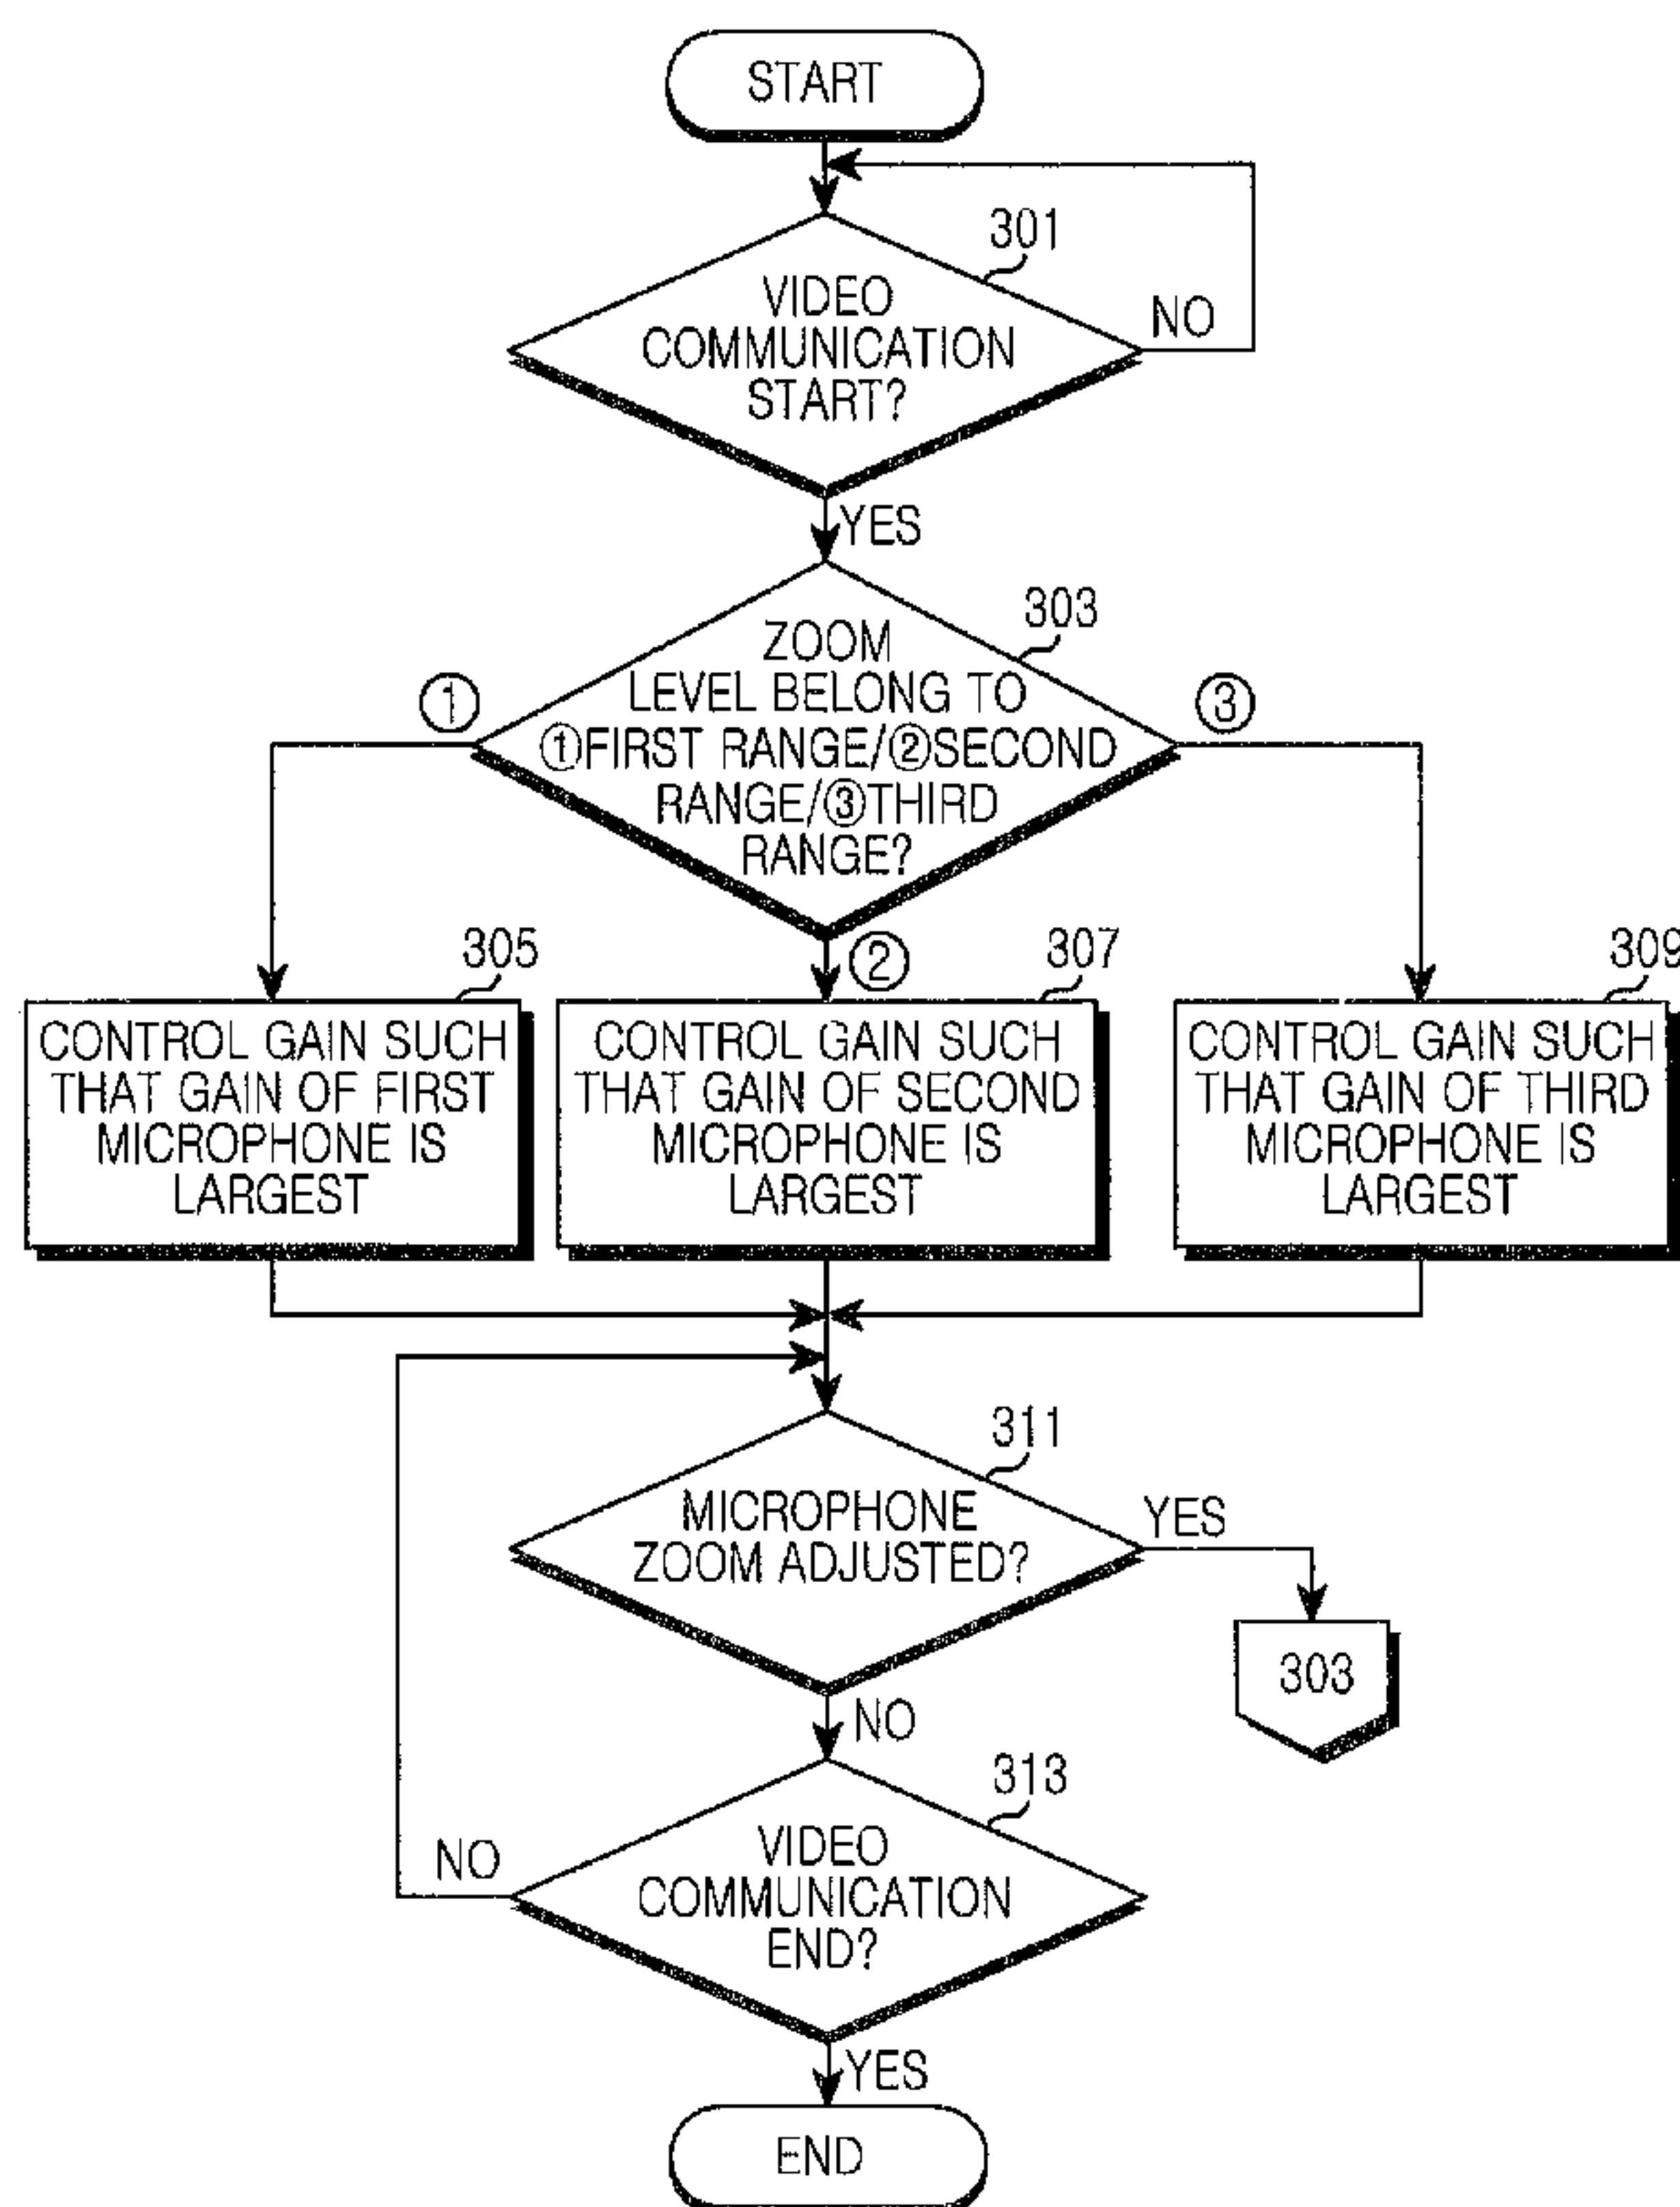 START
301
VIDEO
COMMUNICATION
START?
NO
YES
303
ZOOM
LEVEL BELONG TO
①FIRST RANGE/②SECOND
RANGE/③THIRD
RANGE?
①
③
②
305
CONTROL GAIN SUCH
THAT GAIN OF FIRST
MICROPHONE IS
LARGEST
307
CONTROL GAIN SUCH
THAT GAIN OF SECOND
MICROPHONE IS
LARGEST
309
CONTROL GAIN SUCH
THAT GAIN OF THIRD
MICROPHONE IS
LARGEST
311
MICROPHONE
ZOOM ADJUSTED?
YES
303
NO
313
VIDEO
COMMUNICATION
END?
NO
YES
END